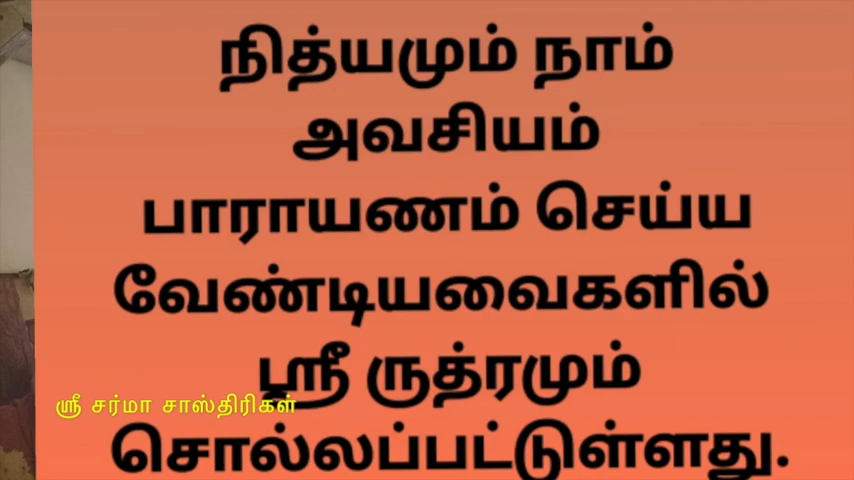 நித்யமும் நாம்
அவசியம்
பாராயணம் செய்ய
வேண்டியவைகளில்
ஸ்ரீ ருத்ரமும்
ஸ்ரீ சர்மா சாஸ்திரிகள்
சொல்லப்பட்டுள்ளது.